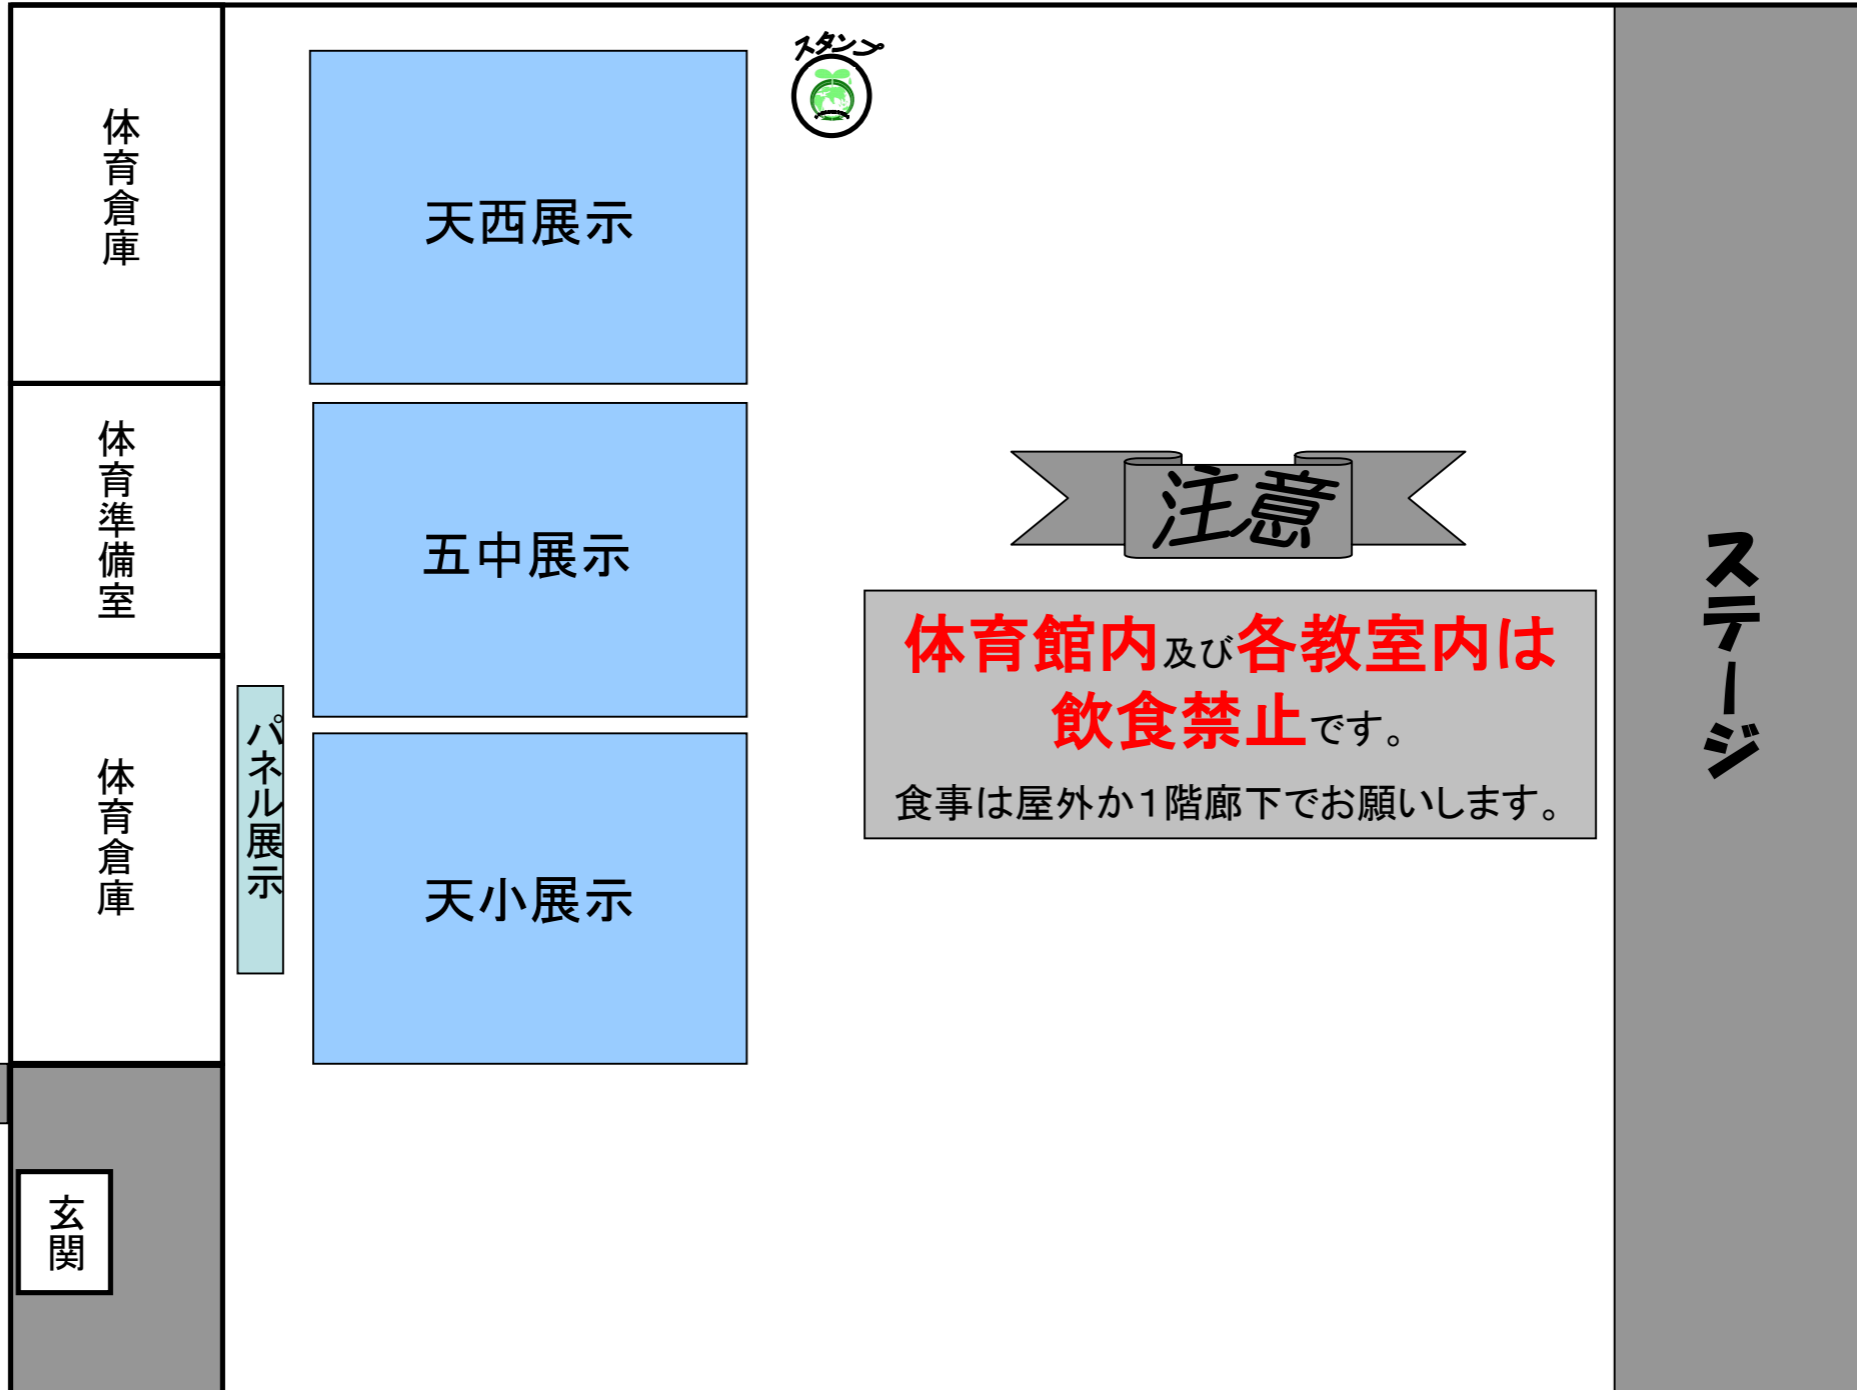 スタンプ
体育倉庫
天西展示
体育準備室
五中展示
注意
体育館内及び各教室内は
飲食禁止です。
食事は屋外か１階廊下でお願いします。
ステージ
体育倉庫
パネル展示
天小展示
玄関